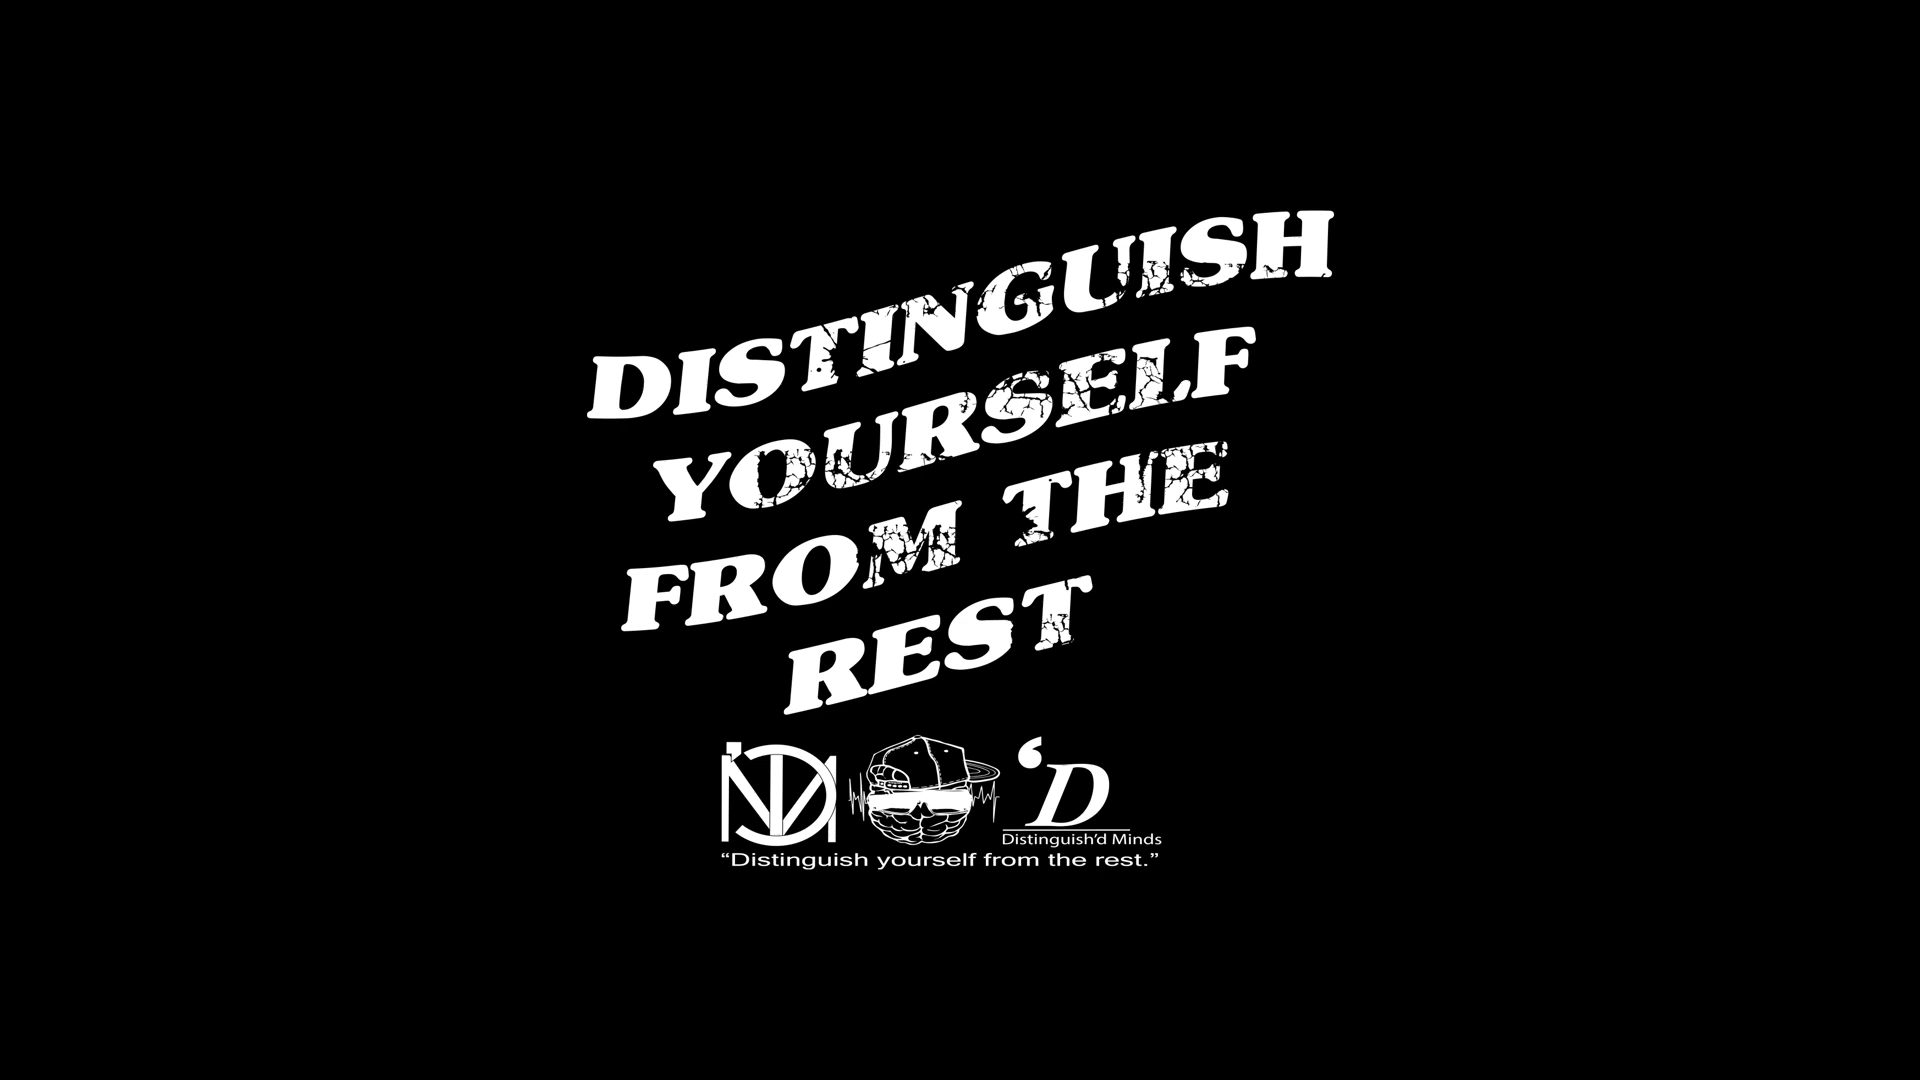 DISTINGUISH
YOURSELF
FROM THE
REST
‘D
Distinguish’d Minds
“Distinguish yourself from the rest.”